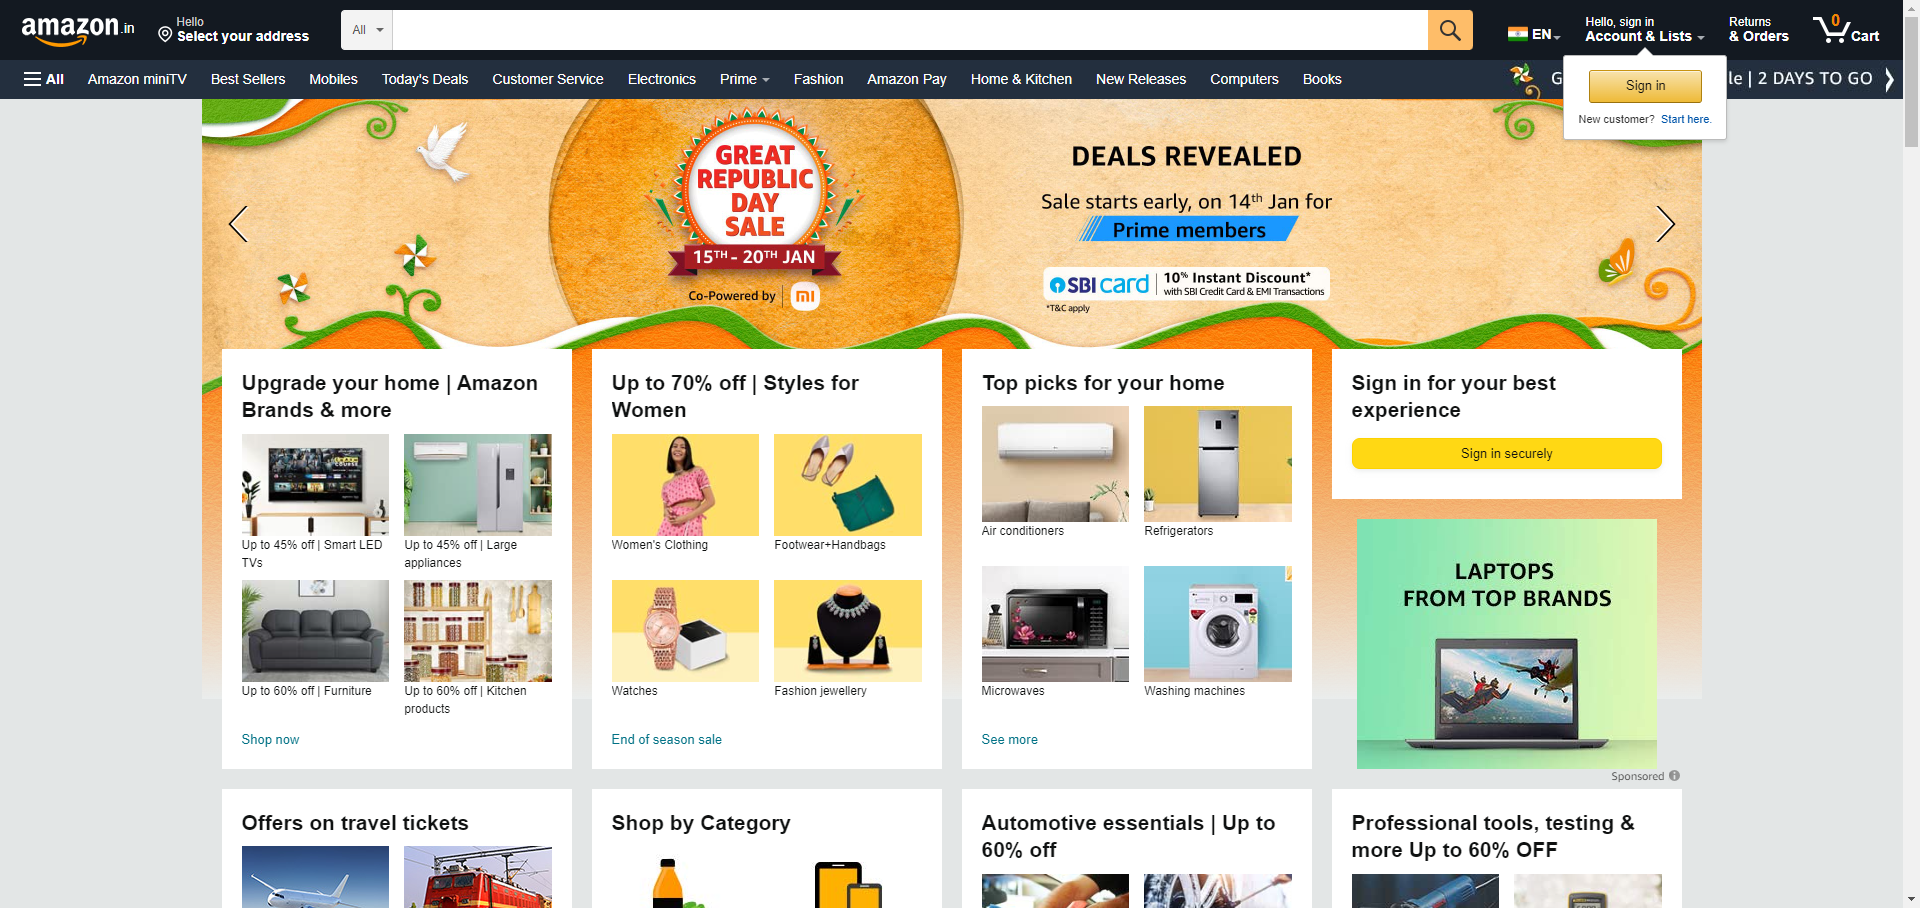 amazon.in
Hello
Select your address
All
EN
Hello, sign in
Account & Lists
Returns
& Orders
0
Cart
All
Amazon miniTV
Best Sellers
Mobiles
Today's Deals
Customer Service
Electronics
Prime
Fashion
Amazon Pay
Home & Kitchen
New Releases
Computers
Books
G
le | 2 DAYS TO GO
Sign in
New customer? Start here.
GREAT
REPUBLIC
DAY
SALE
15TH - 20TH JAN
Co-Powered by
mi
DEALS REVEALED
Sale starts early, on 14th Jan for
Prime members
SBI card
10% Instant Discount*
with SBI Credit Card & EMI Transactions
*T&C apply
Upgrade your home | Amazon
Brands & more
Up to 45% off | Smart LED
TVs
Up to 45% off | Large
appliances
Up to 60% off | Furniture
Up to 60% off | Kitchen
products
Shop now
Up to 70% off | Styles for
Women
Women's Clothing
Footwear+Handbags
Watches
Fashion jewellery
End of season sale
Top picks for your home
Air conditioners
Refrigerators
Microwaves
Washing machines
See more
Sign in for your best
experience
Sign in securely
LAPTOPS
FROM TOP BRANDS
Sponsored
Offers on travel tickets
Shop by Category
Automotive essentials | Up to
60% off
Professional tools, testing &
more Up to 60% OFF